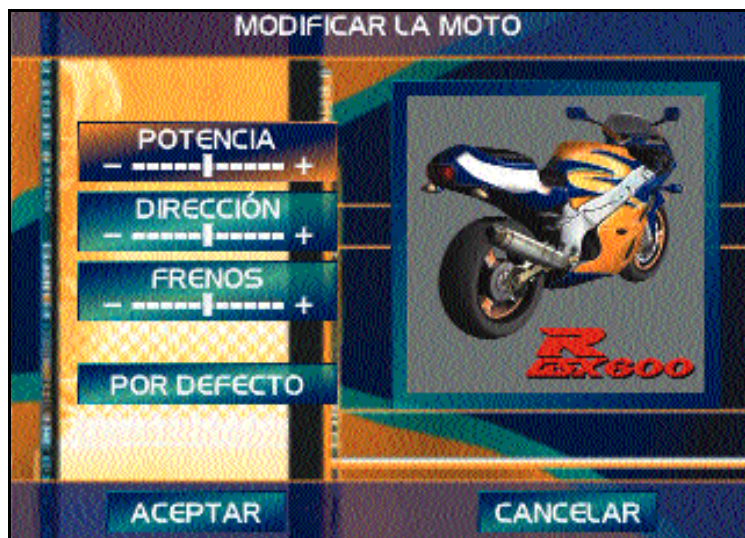 MODIFICAR LA MOTO
POTENCIA
- +
DIRECCIÓN
- +
FRENOS
- +
POR DEFECTO
R
GSX600
ACEPTAR
CANCELAR